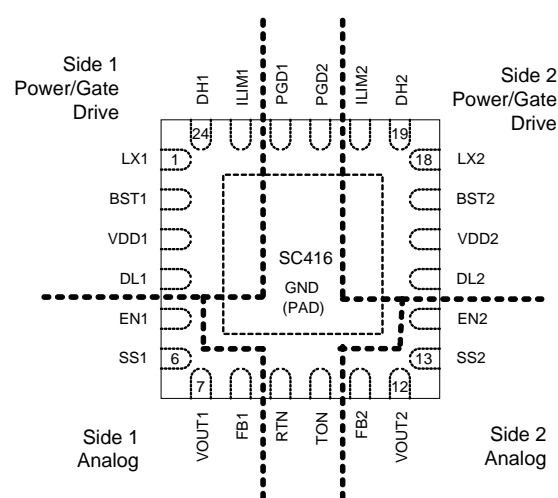 Side 1
Power/Gate
Drive
DH1
ILIM1
PGD1
PGD2
ILIM2
DH2
Side 2
Power/Gate
Drive
24
19
LX1
1
18
LX2
BST1
BST2
VDD1
VDD2
SC416
DL1
GND
DL2
(PAD)
EN1
EN2
SS1
6
13
SS2
7
12
VOUT1
FB1
RTN
TON
FB2
VOUT2
Side 1
Analog
Side 2
Analog